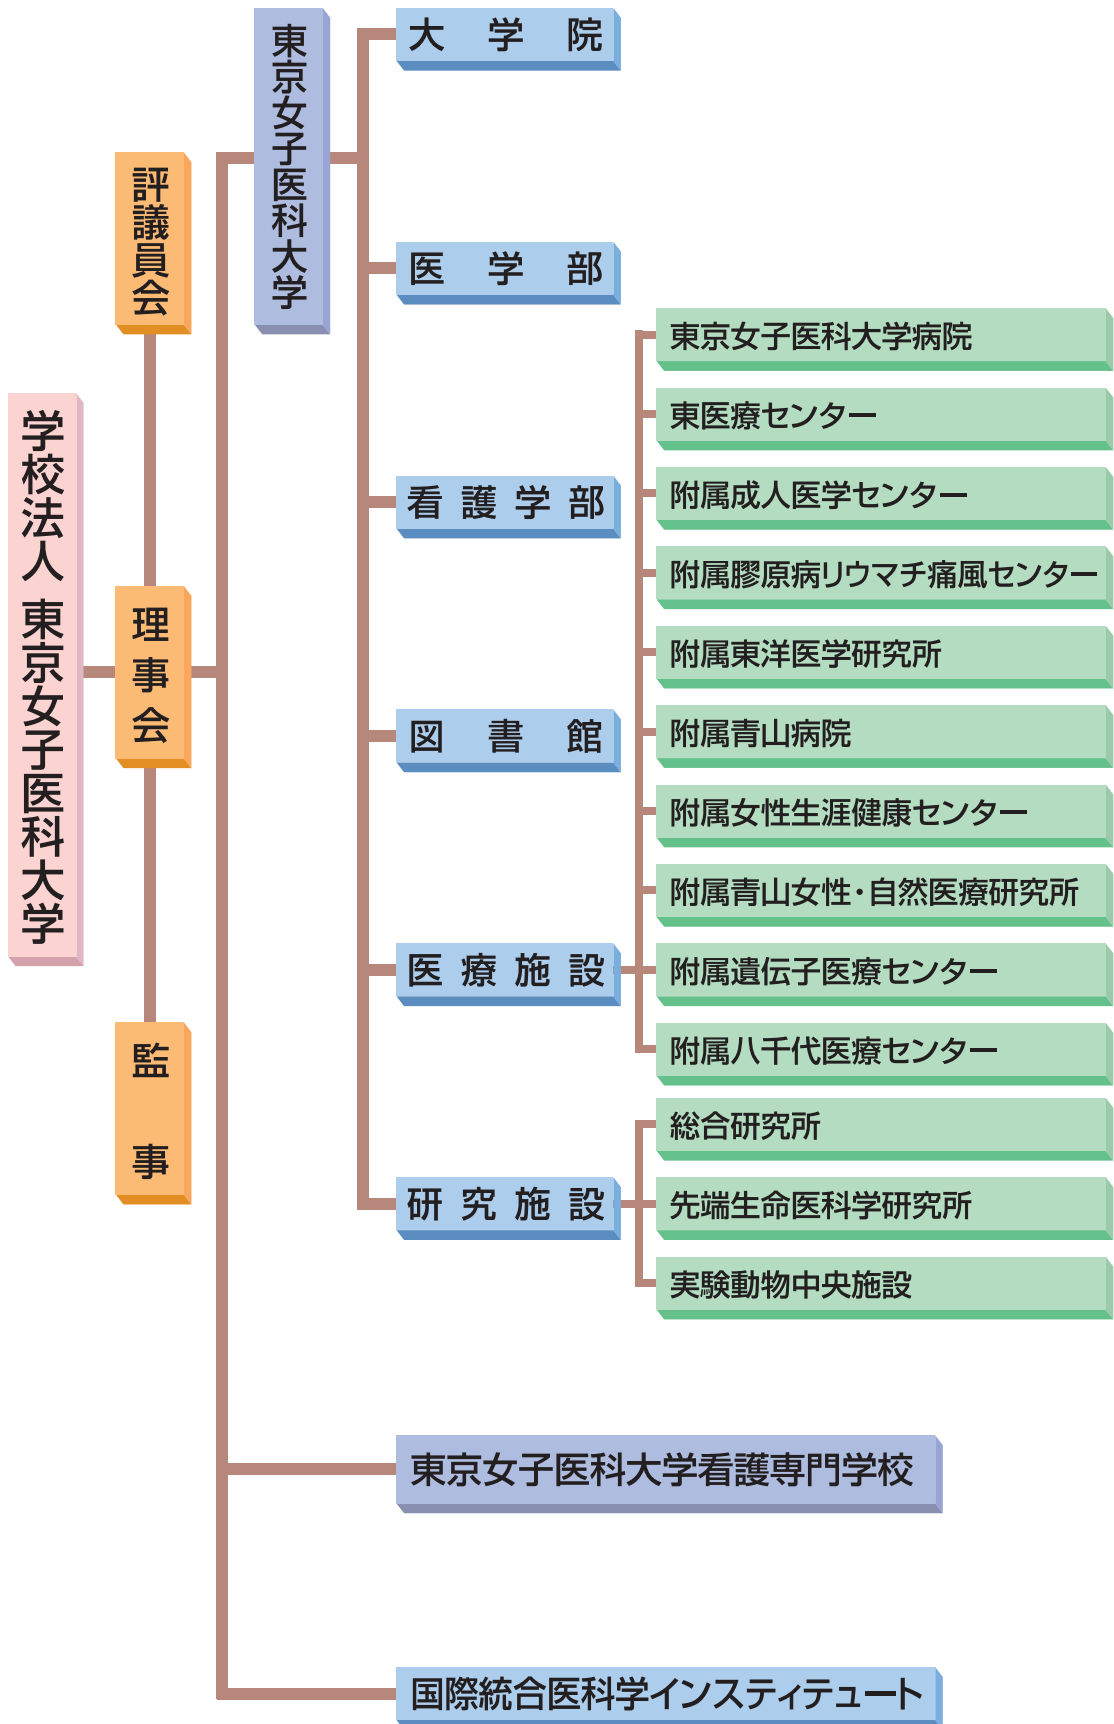 学校法人 東京女子医科大学
評議員会
理事会
監事
東京女子医科大学
大学院
医学部
看護学部
図書館
医療施設
東京女子医科大学病院
東医療センター
附属成人医学センター
附属膠原病リウマチ痛風センター
附属東洋医学研究所
附属青山病院
附属女性生涯健康センター
附属青山女性・自然医療研究所
附属遺伝子医療センター
附属八千代医療センター
研究施設
総合研究所
先端生命医科学研究所
実験動物中央施設
東京女子医科大学看護専門学校
国際統合医科学インスティテュート